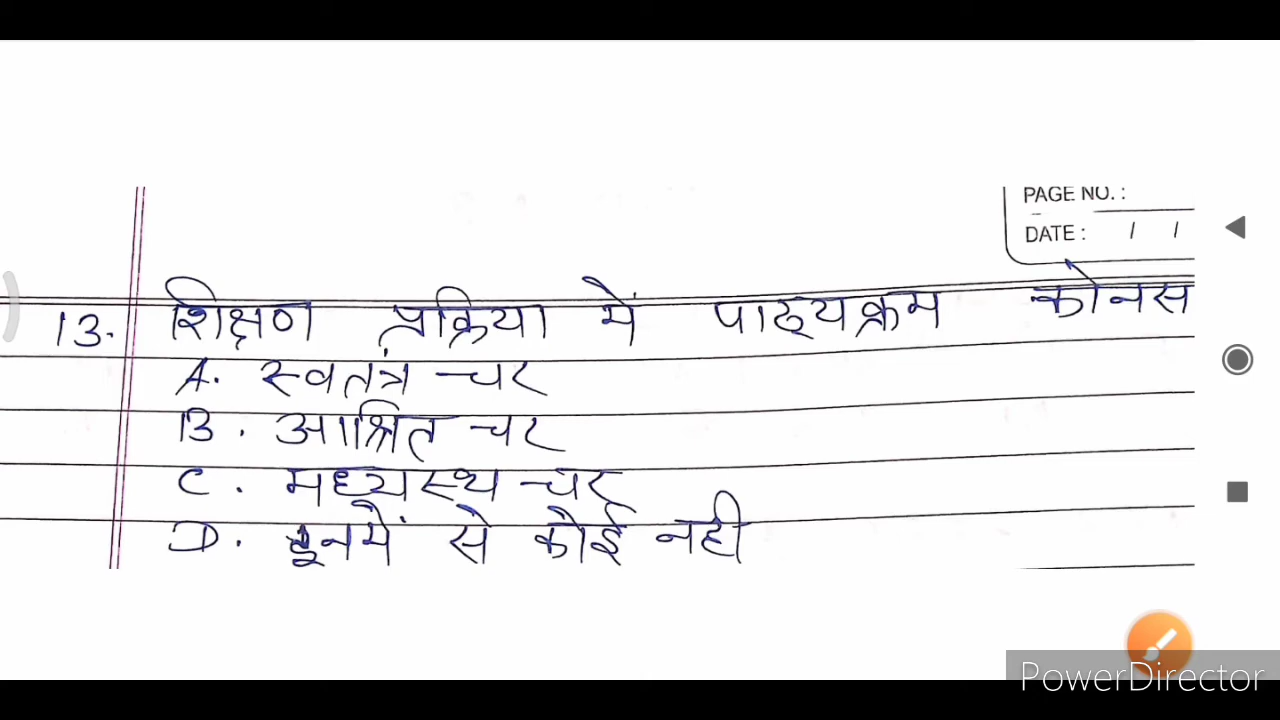 PAGE NO. :
DATE : / /
13. शिक्षण प्रक्रिया में पाठ्यक्रम कौनस
A. स्वतंत्र चर
B. आश्रित चर
C. मध्यस्थ चर
D. इनमें से कोई नही
PowerDirector